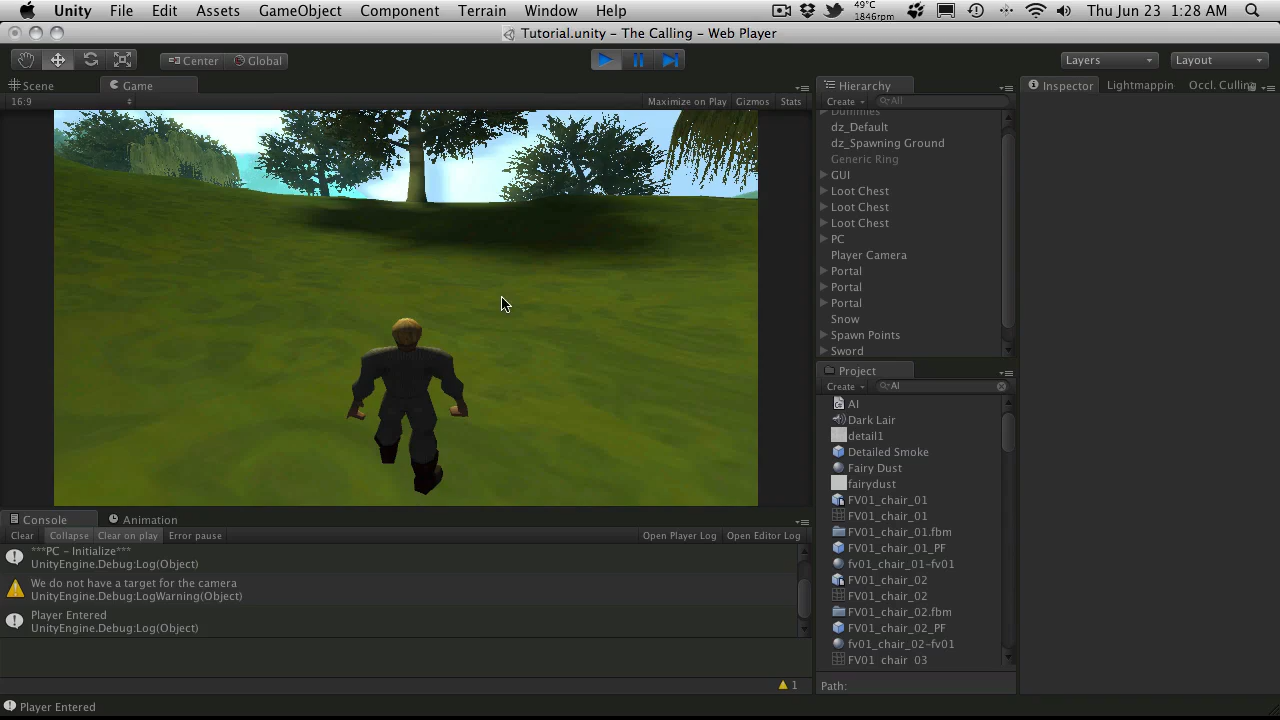 Unity File Edit Assets GameObject Component Terrain Window Help 49°C 1846rpm Thu Jun 23 1:28 AM
Tutorial.unity - The Calling - Web Player
Center Global Layers Layout
Scene Game
16:9 Maximize on Play Gizmos Stats
Hierarchy
Create All
Dummies
dz_Default
dz_Spawning Ground
Generic Ring
GUI
Loot Chest
Loot Chest
Loot Chest
PC
Player Camera
Portal
Portal
Portal
Snow
Spawn Points
Sword
Inspector Lightmappin Occl. Culling
Project
Create AI
AI
Dark Lair
detail1
Detailed Smoke
Fairy Dust
fairydust
FV01_chair_01
FV01_chair_01
FV01_chair_01.fbm
FV01_chair_01_PF
fv01_chair_01-fv01
FV01_chair_02
FV01_chair_02
FV01_chair_02.fbm
FV01_chair_02_PF
fv01_chair_02-fv01
FV01_chair_03
Path:
Console Animation
Clear Collapse Clear on play Error pause Open Player Log Open Editor Log
***PC - Initialize***
UnityEngine.Debug:Log(Object)
We do not have a target for the camera
UnityEngine.Debug:LogWarning(Object)
Player Entered
UnityEngine.Debug:Log(Object)
1
Player Entered